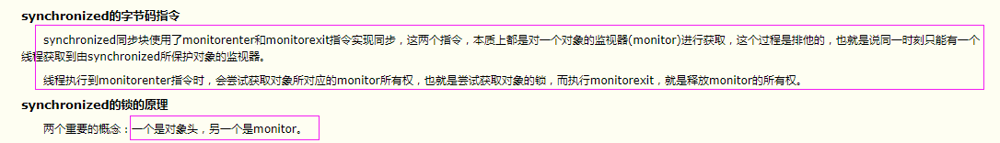 synchronized的字节码指令
synchronized同步块使用了monitorenter和monitorexit指令实现同步，这两个指令，本质上都是对一个对象的监视器(monitor)进行获取，这个过程是排他的，也就是说同一时刻只能有一个
线程获取到由synchronized所保护对象的监视器。
线程执行到monitorenter指令时，会尝试获取对象所对应的monitor所有权，也就是尝试获取对象的锁，而执行monitorexit，就是释放monitor的所有权。
synchronized的锁的原理
两个重要的概念：一个是对象头，另一个是monitor。